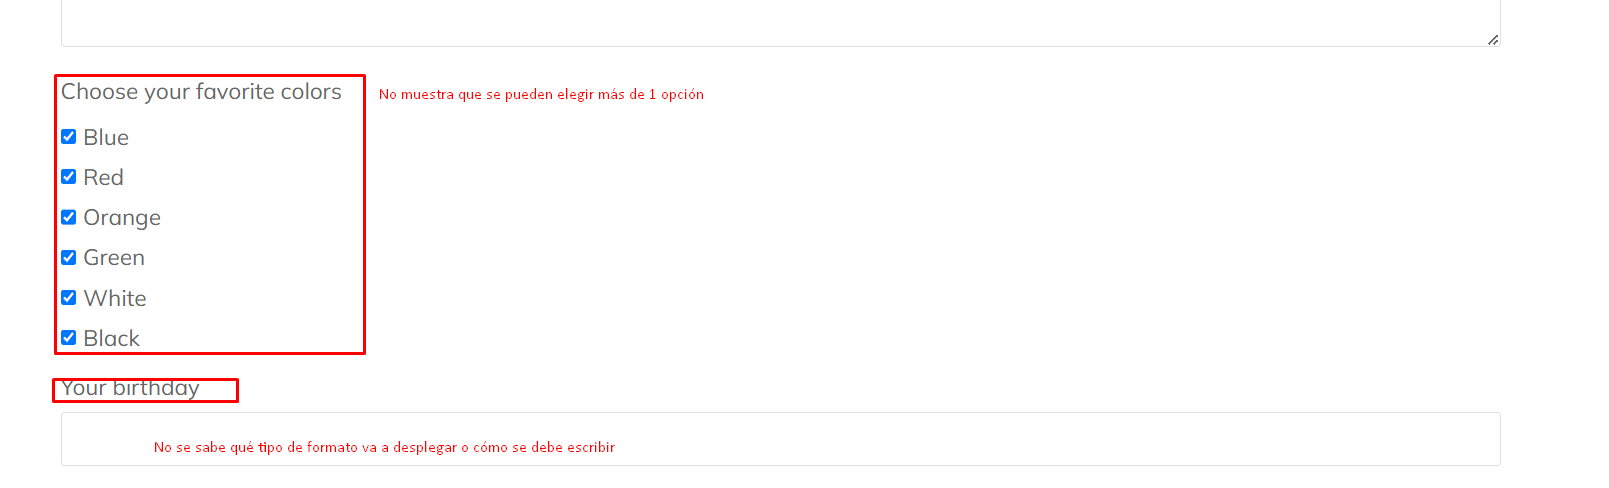 Choose your favorite colors
No muestra que se pueden elegir más de 1 opción
Blue
Red
Orange
Green
White
Black
Your birthday
No se sabe qué tipo de formato va a desplegar o cómo se debe escribir